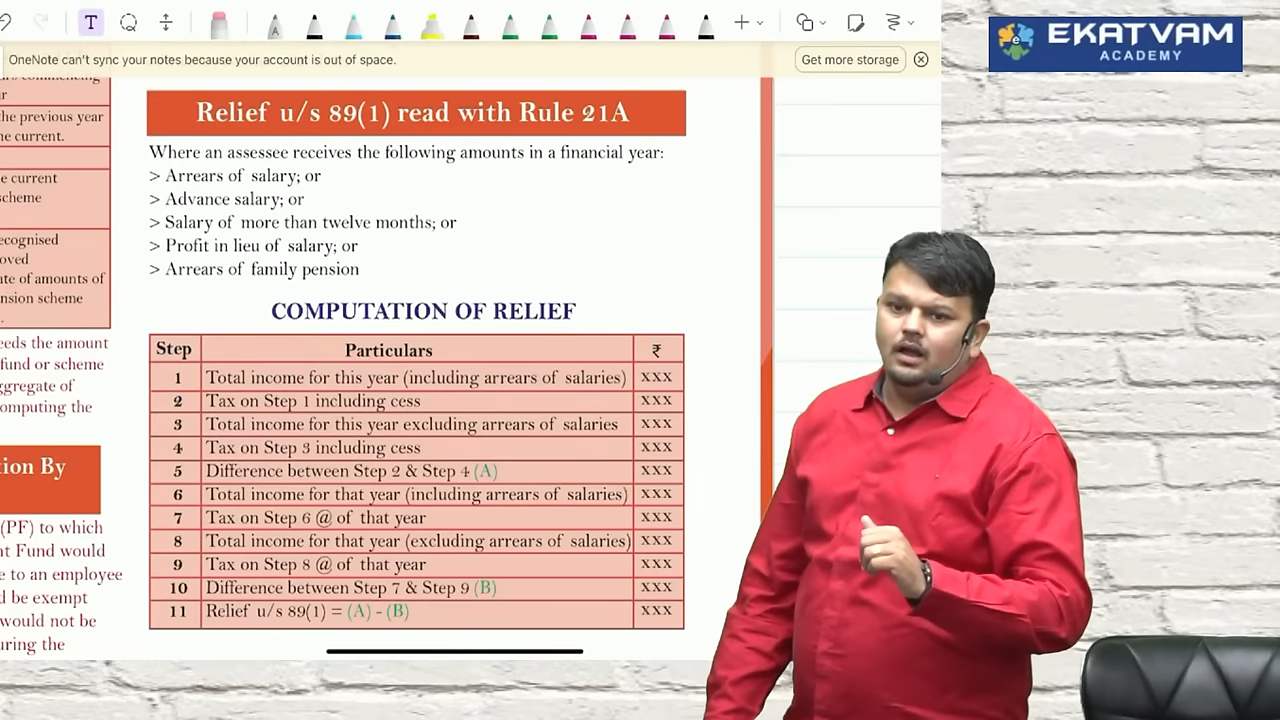 T
A
OneNote can't sync your notes because your account is out of space.
Get more storage
EKATVAM
ACADEMY
ars commencing
ar
the previous year
he current.
e current
scheme
ecognised
oved
ate of amounts of
nsion scheme
.
eeds the amount
fund or scheme
ggregate of
omputing the
tion By
(PF) to which
nt Fund would
e to an employee
d be exempt
would not be
uring the
Relief u/s 89(1) read with Rule 21A
Where an assessee receives the following amounts in a financial year:
> Arrears of salary; or
> Advance salary; or
> Salary of more than twelve months; or
> Profit in lieu of salary; or
> Arrears of family pension
COMPUTATION OF RELIEF
Step Particulars ₹
1 Total income for this year (including arrears of salaries) XXX
2 Tax on Step 1 including cess XXX
3 Total income for this year excluding arrears of salaries XXX
4 Tax on Step 3 including cess XXX
5 Difference between Step 2 & Step 4 (A) XXX
6 Total income for that year (including arrears of salaries) XXX
7 Tax on Step 6 @ of that year XXX
8 Total income for that year (excluding arrears of salaries) XXX
9 Tax on Step 8 @ of that year XXX
10 Difference between Step 7 & Step 9 (B) XXX
11 Relief u/s 89(1) = (A) - (B) XXX